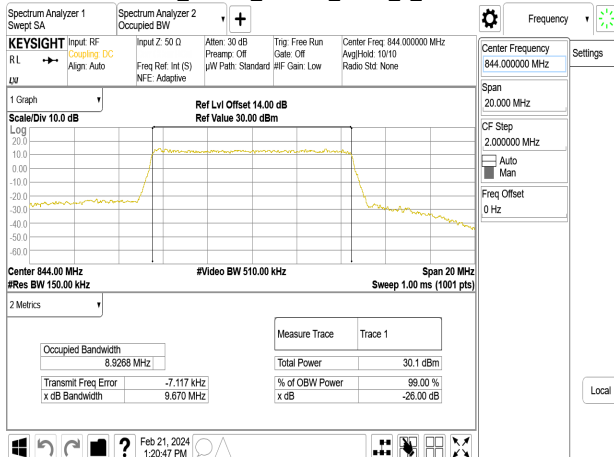 Spectrum Analyzer 1
Swept SA
Spectrum Analyzer 2
Occupied BW
+
Frequency
KEYSIGHT
R L
LXI
Input: RF
Coupling: DC
Align: Auto
Input Z: 50 Ω
Freq Ref: Int (S)
NFE: Adaptive
Atten: 30 dB
Preamp: Off
µW Path: Standard
Trig: Free Run
Gate: Off
#IF Gain: Low
Center Freq: 844.000000 MHz
Avg|Hold: 10/10
Radio Std: None
Center Frequency
844.000000 MHz
Settings
Span
20.000 MHz
CF Step
2.000000 MHz
Auto
Man
Freq Offset
0 Hz
Local
1 Graph
Scale/Div 10.0 dB
Ref Lvl Offset 14.00 dB
Ref Value 30.00 dBm
Log
20.0
10.0
0.00
-10.0
-20.0
-30.0
-40.0
-50.0
-60.0
Center 844.00 MHz
#Video BW 510.00 kHz
Span 20 MHz
#Res BW 150.00 kHz
Sweep 1.00 ms (1001 pts)
2 Metrics
Measure Trace Trace 1
Occupied Bandwidth
8.9268 MHz
Total Power 30.1 dBm
Transmit Freq Error -7.117 kHz
% of OBW Power 99.00 %
x dB Bandwidth 9.670 MHz
x dB -26.00 dB
?
Feb 21, 2024
1:20:47 PM